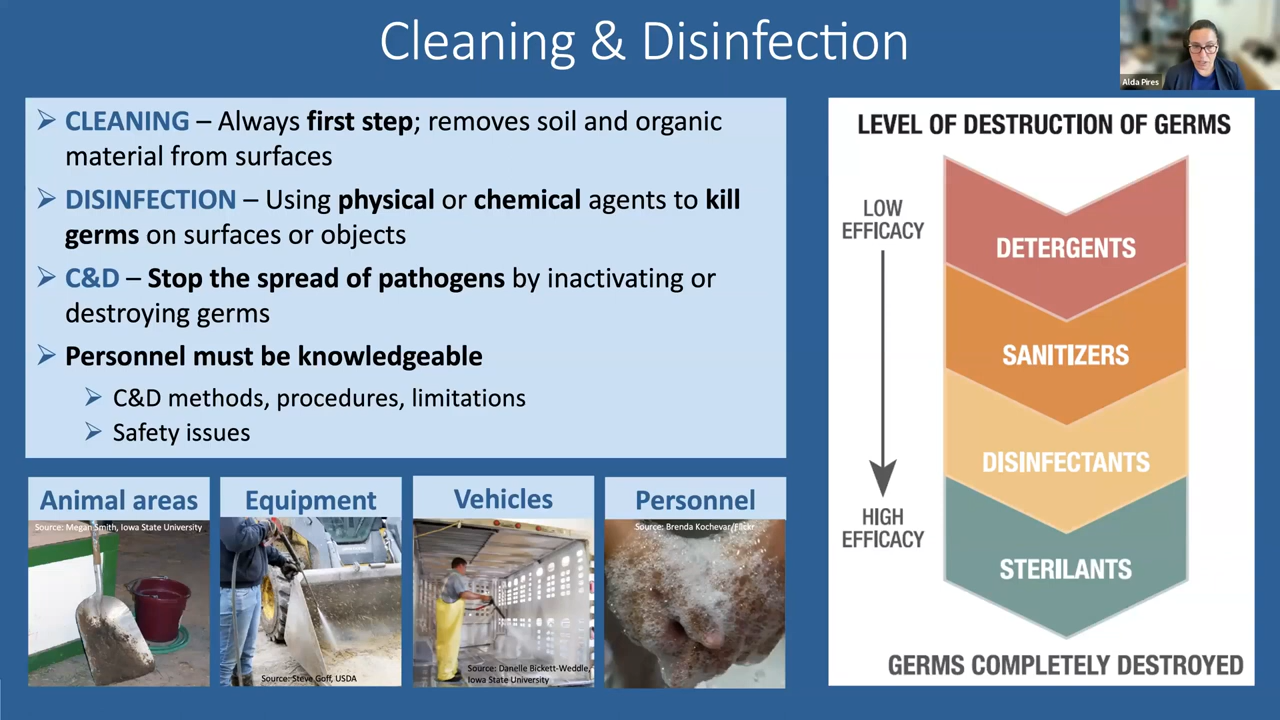 Cleaning & Disinfection
Alda Pires
➢ CLEANING – Always first step; removes soil and organic
material from surfaces
➢ DISINFECTION – Using physical or chemical agents to kill
germs on surfaces or objects
➢ C&D – Stop the spread of pathogens by inactivating or
destroying germs
➢ Personnel must be knowledgeable
➢ C&D methods, procedures, limitations
➢ Safety issues
Animal areas
Source: Megan Smith, Iowa State University
Equipment
Source: Steve Goff, USDA
Vehicles
Source: Danelle Bickett-Weddle,
Iowa State University
Personnel
Source: Brenda Kochevar/Flickr
LEVEL OF DESTRUCTION OF GERMS
LOW
EFFICACY
DETERGENTS
SANITIZERS
DISINFECTANTS
HIGH
EFFICACY
STERILANTS
GERMS COMPLETELY DESTROYED